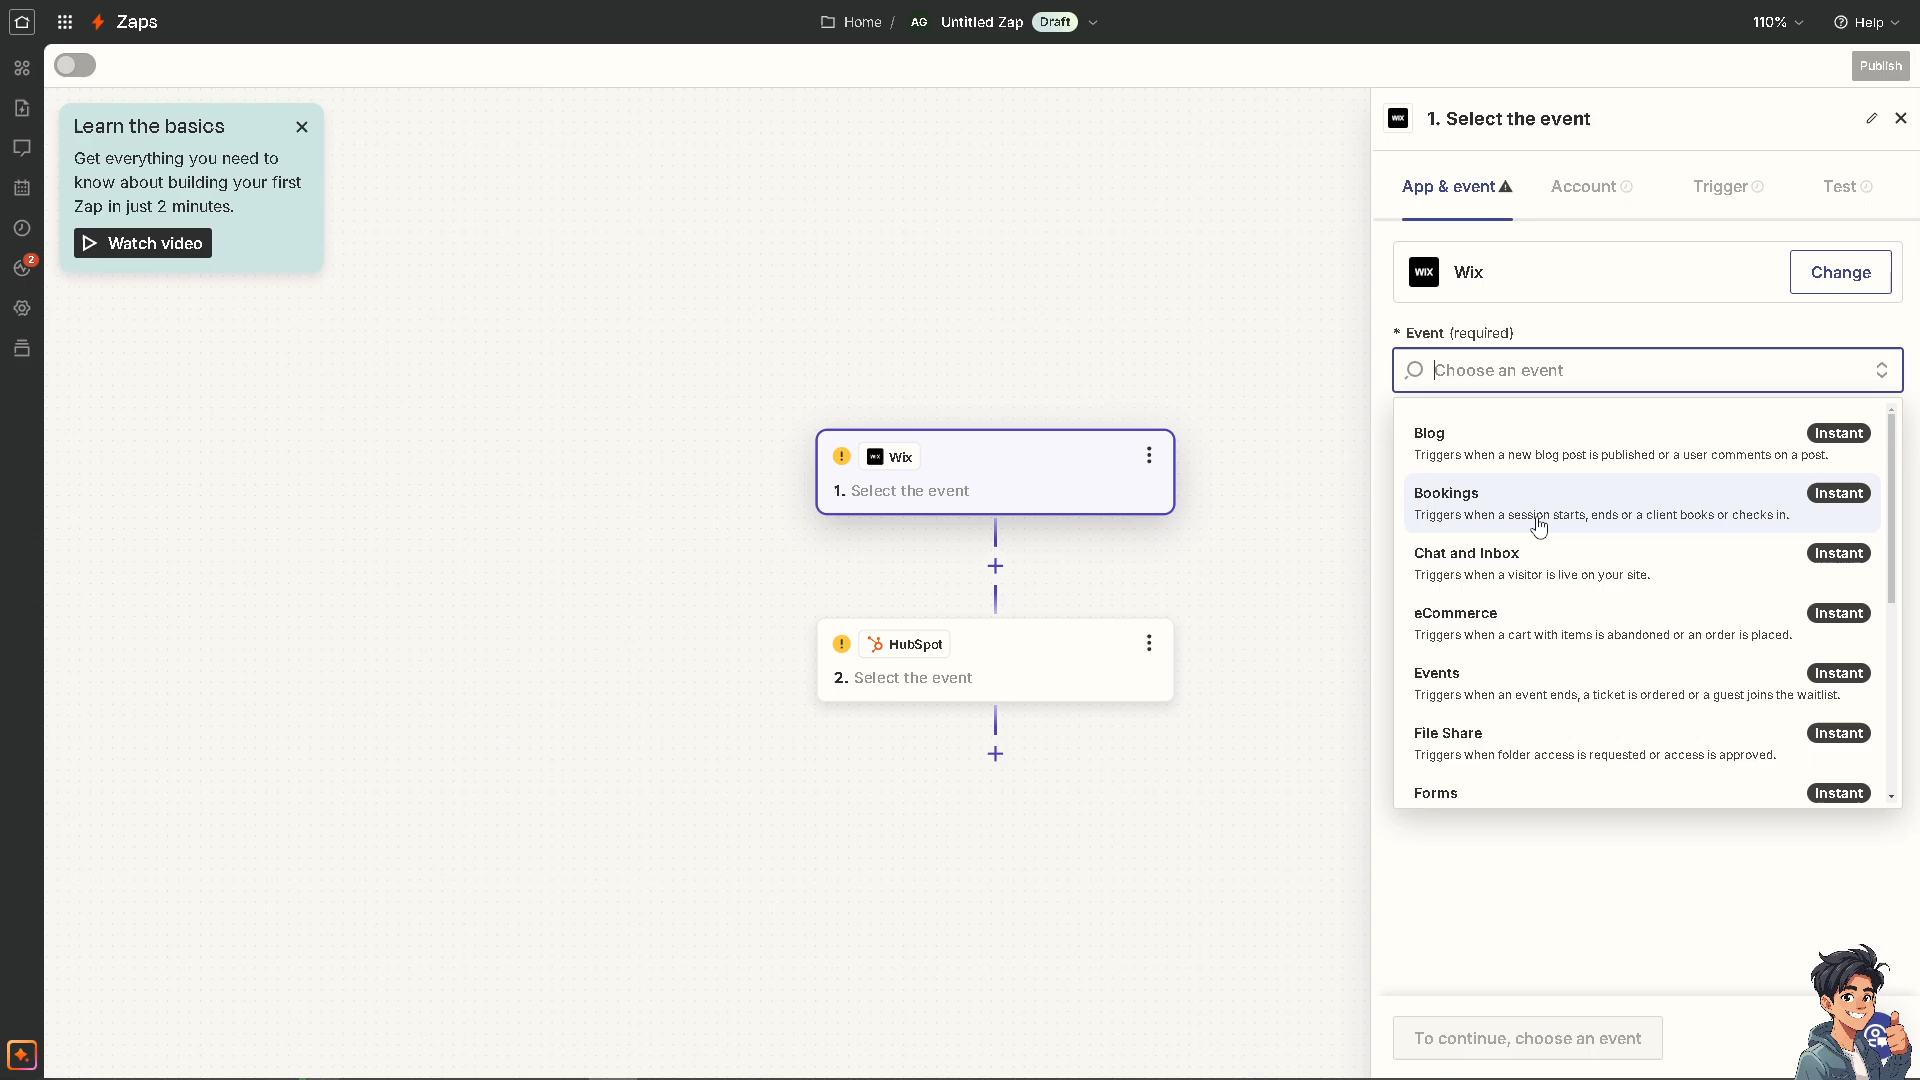 Zaps
Home / AG Untitled Zap Draft
110%
Help
Publish
Learn the basics
Get everything you need to
know about building your first
Zap in just 2 minutes.
Watch video
2
WIX Wix
1. Select the event
HubSpot
2. Select the event
WIX 1. Select the event
App & event
Account
Trigger
Test
WIX Wix
Change
* Event (required)
Choose an event
Blog Instant
Triggers when a new blog post is published or a user comments on a post.
Bookings Instant
Triggers when a session starts, ends or a client books or checks in.
Chat and Inbox Instant
Triggers when a visitor is live on your site.
eCommerce Instant
Triggers when a cart with items is abandoned or an order is placed.
Events Instant
Triggers when an event ends, a ticket is ordered or a guest joins the waitlist.
File Share Instant
Triggers when folder access is requested or access is approved.
Forms Instant
To continue, choose an event